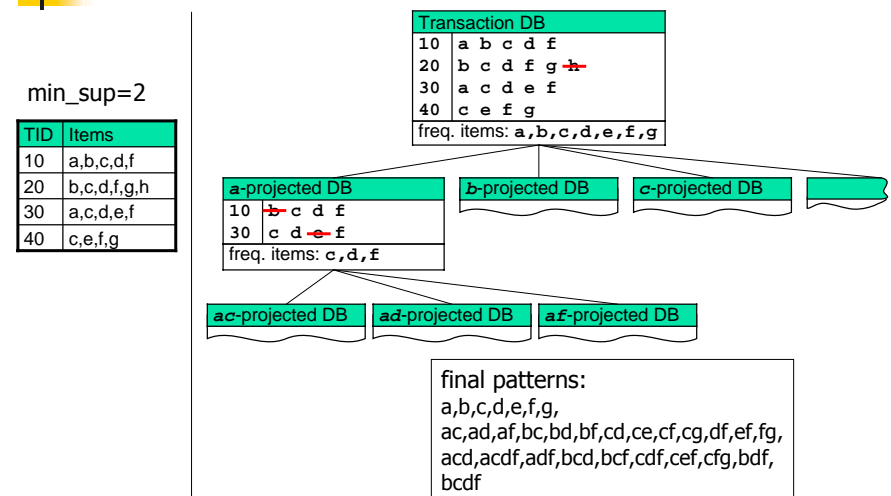 min_sup=2
TID Items
10 a,b,c,d,f
20 b,c,d,f,g,h
30 a,c,d,e,f
40 c,e,f,g
Transaction DB
10 a b c d f
20 b c d f g h
30 a c d e f
40 c e f g
freq. items: a,b,c,d,e,f,g
a-projected DB
10 b c d f
30 c d e f
freq. items: c,d,f
b-projected DB
c-projected DB
ac-projected DB
ad-projected DB
af-projected DB
final patterns:
a,b,c,d,e,f,g,
ac,ad,af,bc,bd,bf,cd,ce,cf,cg,df,ef,fg,
acd,acdf,adf,bcd,bcf,cdf,cef,cfg,bdf,
bcdf